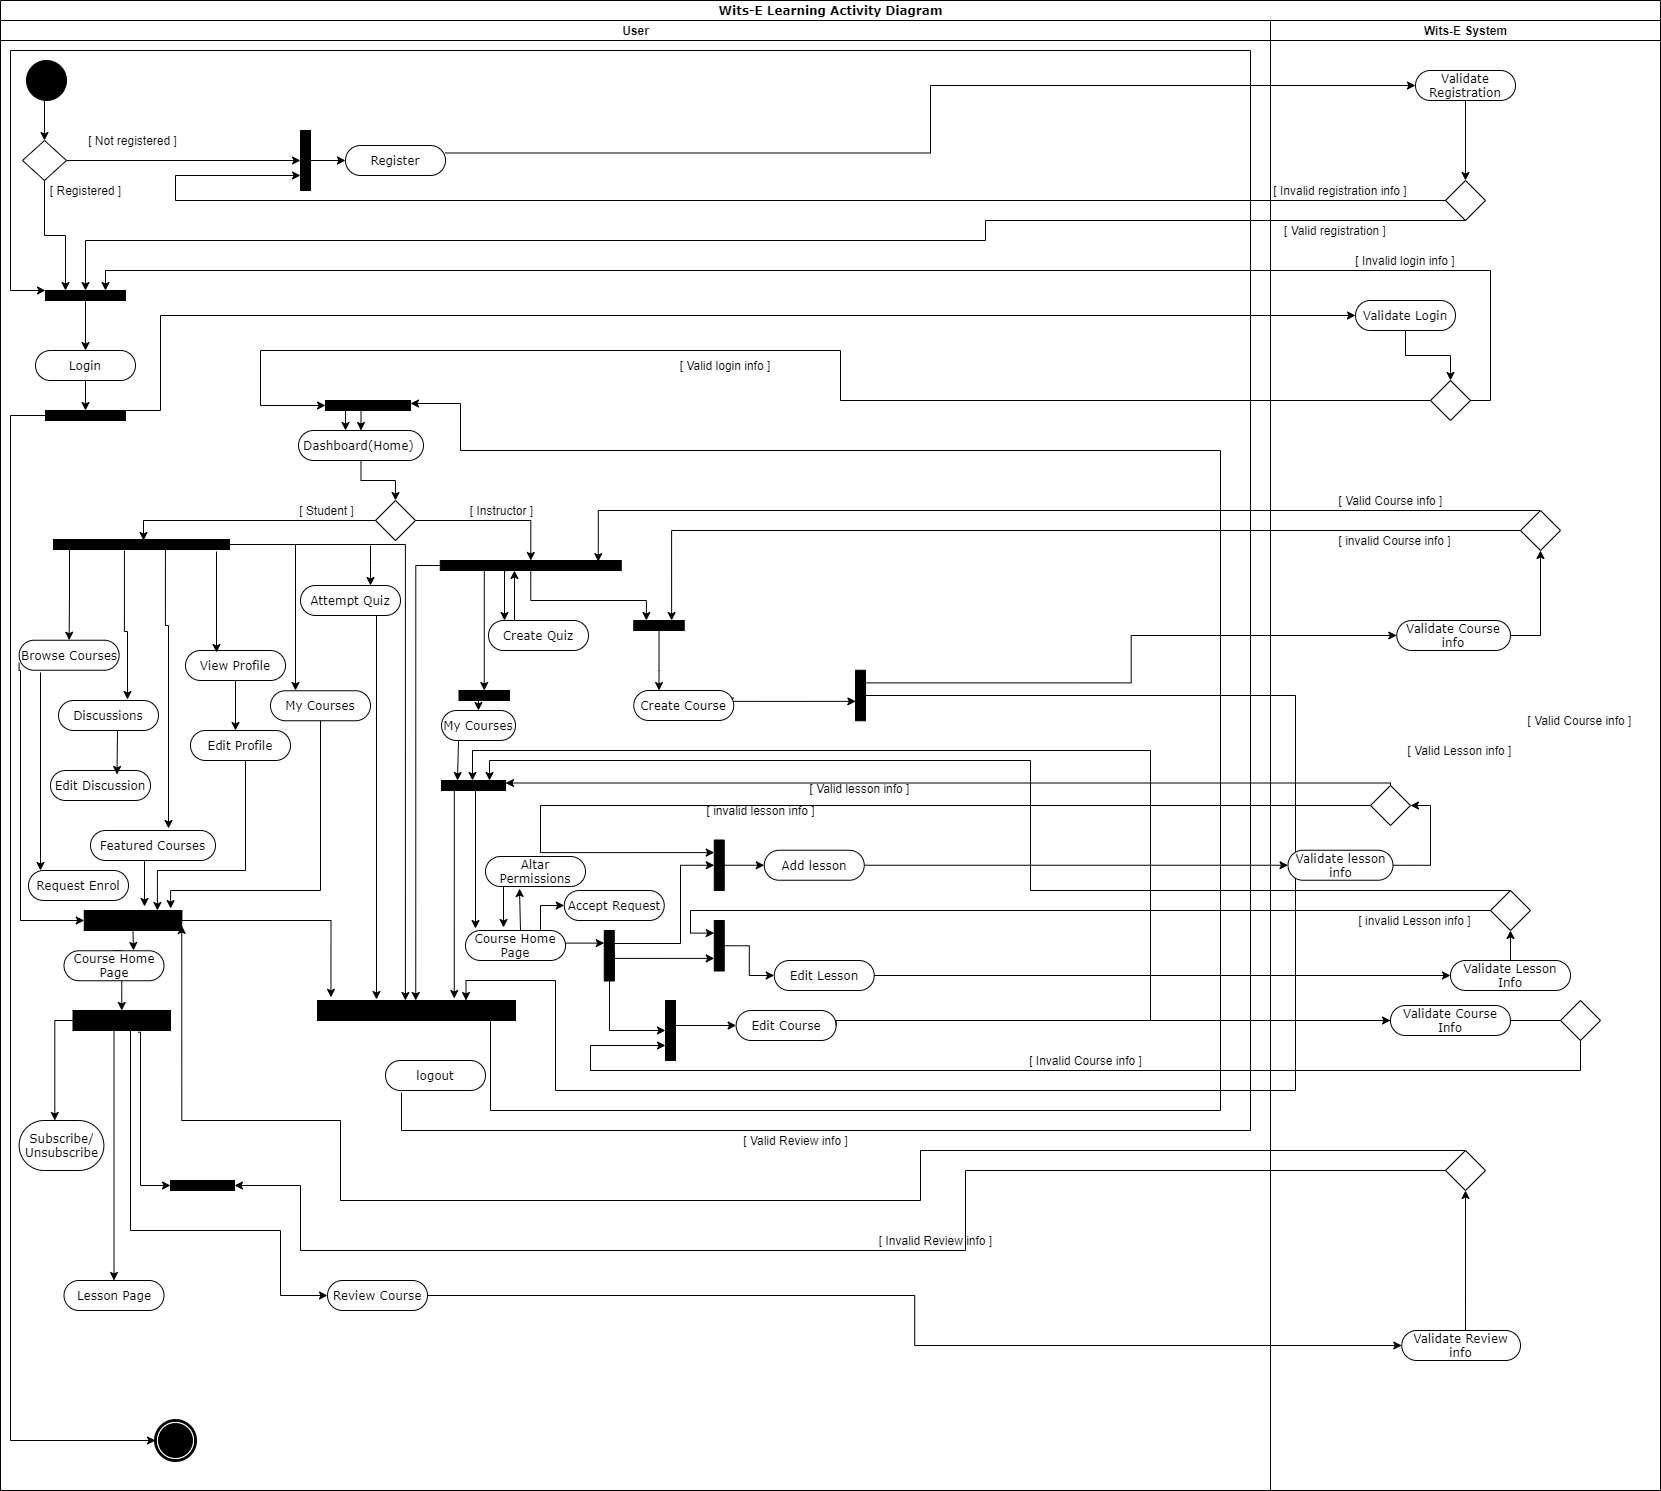 Wits-E Learning Activity Diagram
User
Wits-E System
Validate
Registration
[ Not registered ]
Register
[ Registered ]
[ Invalid registration info ]
[ Valid registration ]
[ Invalid login info ]
Validate Login
Login
[ Valid login info ]
Dashboard(Home)
[ Student ]
[ Instructor ]
[ Valid Course info ]
[ invalid Course info ]
Attempt Quiz
Browse Courses
Create Quiz
Validate Course
info
View Profile
[
My Courses
Create Course
Discussions
My Courses
[ Valid Course info ]
Edit Profile
[ Valid Lesson info ]
Edit Discussion
[ Valid lesson info ]
[ invalid lesson info ]
Featured Courses
Altar
Permissions
Add lesson
Validate lesson
info
Request Enrol
Accept Request
[ invalid Lesson info ]
Course Home
Page
Course Home
Page
Edit Lesson
Validate Lesson
Info
Edit Course
Validate Course
Info
[ Invalid Course info ]
logout
Subscribe/
Unsubscribe
[ Valid Review info ]
[ Invalid Review info ]
Lesson Page
Review Course
Validate Review
info